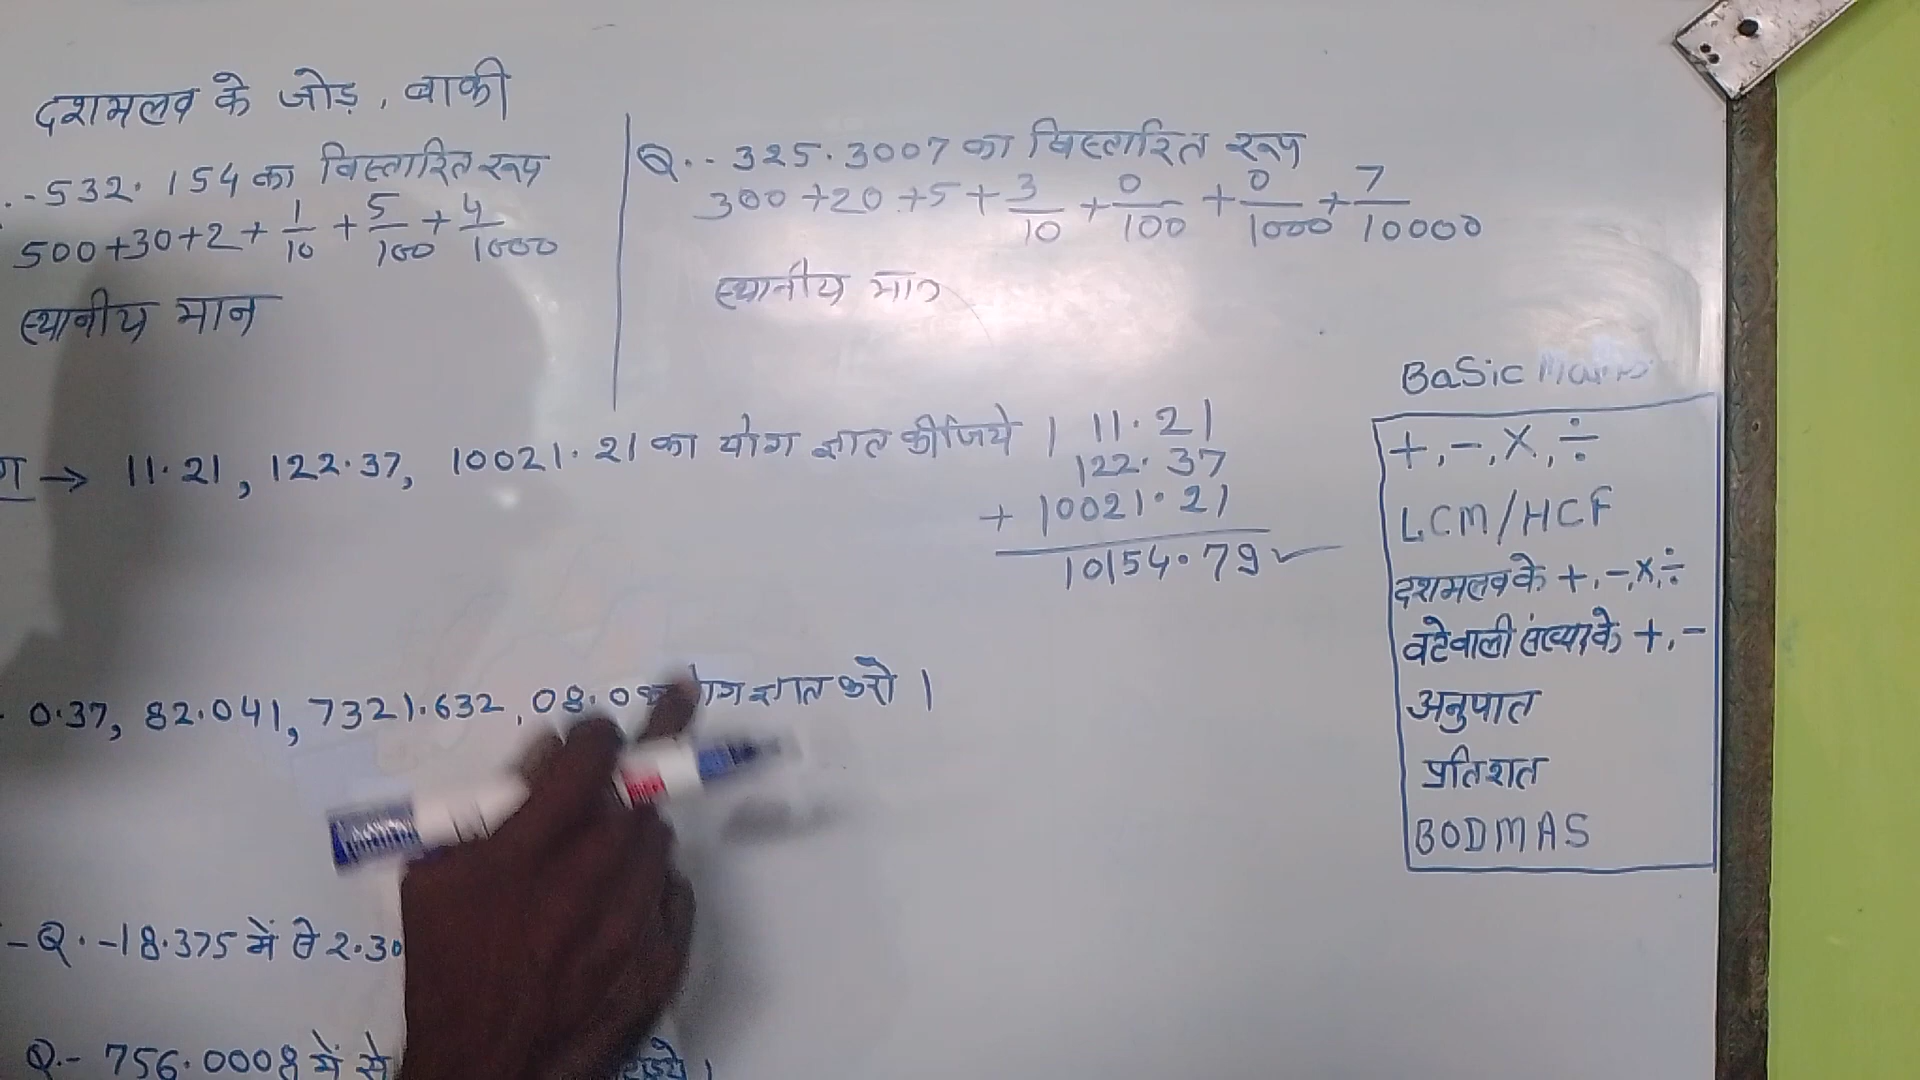 दशमलव के जोड़, बाकी
.-532.154 का विस्तारित रूप
500+30+2+ 1/10 + 5/100 + 4/1000
स्थानीय मान
Q.-325.3007 का विस्तारित रूप
300+20+5+ 3/10 + 0/100 + 0/1000 + 7/10000
स्थानीय मान
ग → 11.21, 122.37, 10021.21 का योग ज्ञात कीजिये।
11.21
122.37
+ 10021.21
10154.79 ✓
0.37, 82.041, 7321.632, 08.0 ज्ञात करो।
-Q.-18.375 में से 2.30
Q.- 756.0008 में से
BaSic Maths
+,-,×,÷
LCM/HCF
दशमलव के +,-,×,÷
बटेवाली संख्या के +,-
अनुपात
प्रतिशत
BODMAS